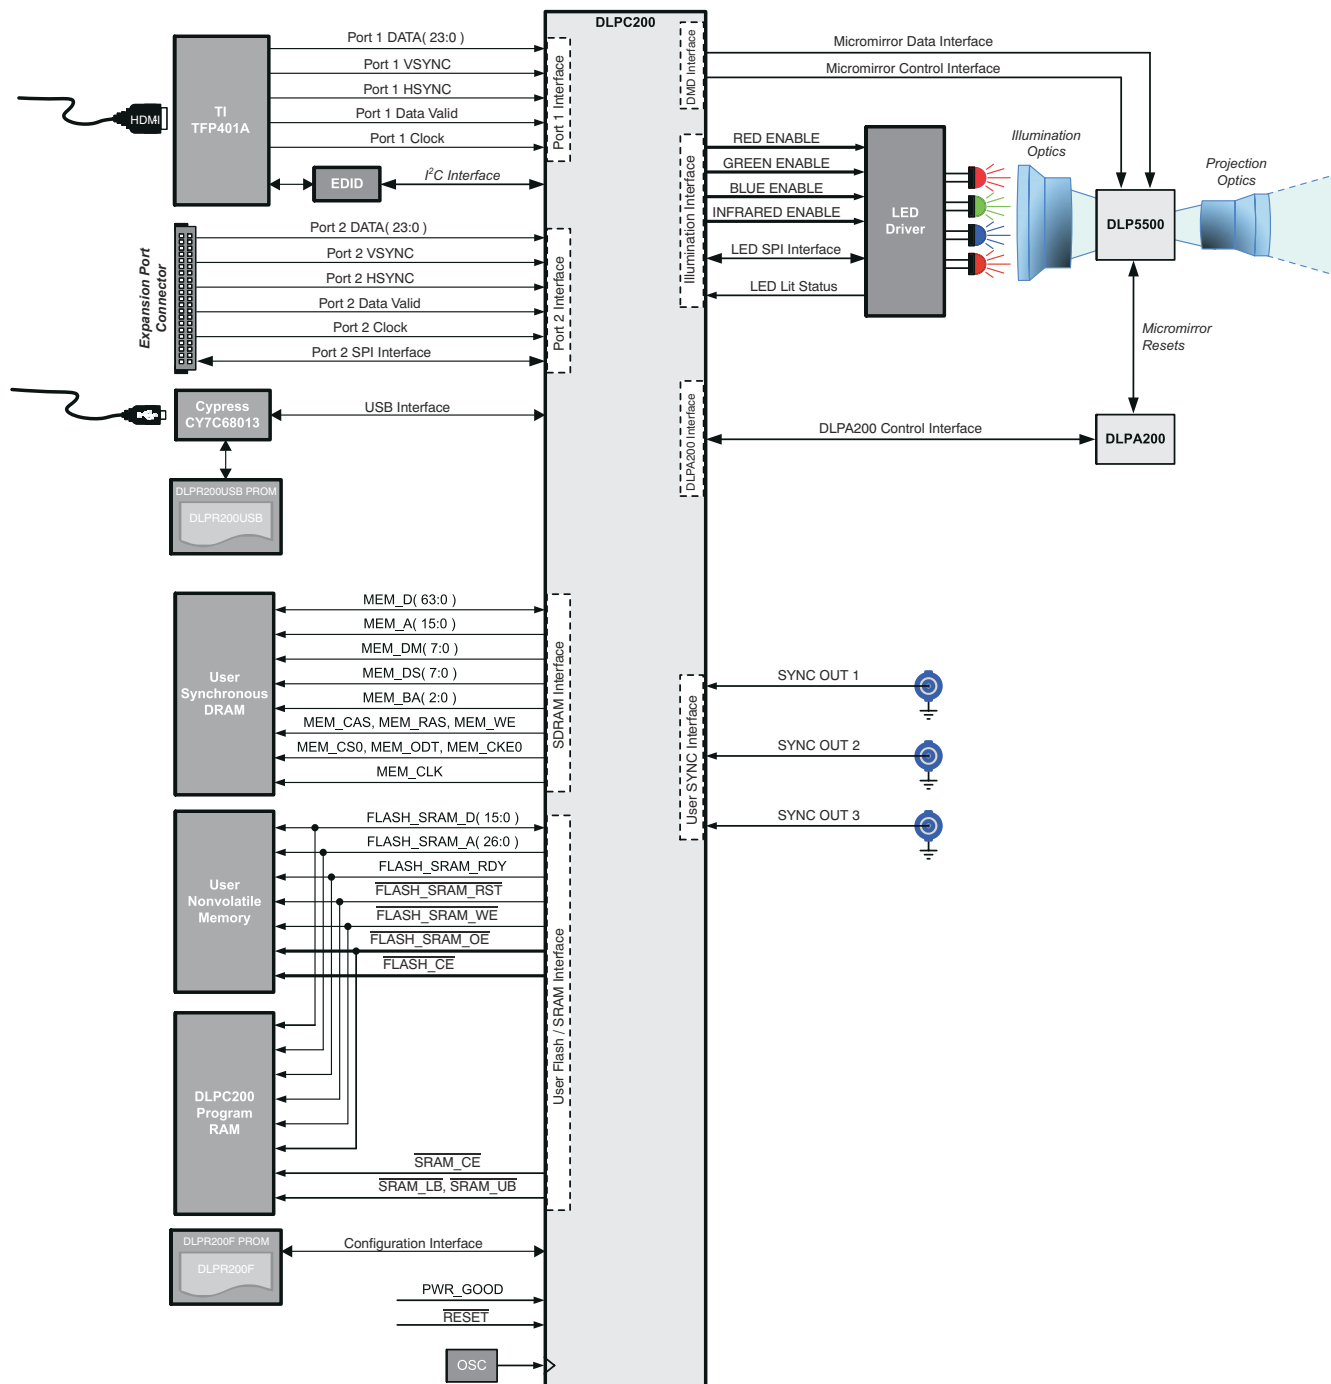 DLPC200
Port 1 DATA( 23:0 )
Port 1 VSYNC
Port 1 HSYNC
Port 1 Data Valid
Port 1 Clock
TI
TFP401A
HDMI
EDID
I²C Interface
Port 1 Interface
DMD Interface
Micromirror Data Interface
Micromirror Control Interface
RED ENABLE
GREEN ENABLE
BLUE ENABLE
INFRARED ENABLE
LED SPI Interface
LED Lit Status
Illumination Interface
LED
Driver
Illumination
Optics
Projection
Optics
DLP5500
Micromirror
Resets
Expansion Port
Connector
Port 2 DATA( 23:0 )
Port 2 VSYNC
Port 2 HSYNC
Port 2 Data Valid
Port 2 Clock
Port 2 SPI Interface
Port 2 Interface
Cypress
CY7C68013
USB Interface
DLPR200USB PROM
DLPR200USB
DLPA200 Interface
DLPA200 Control Interface
DLPA200
User
Synchronous
DRAM
MEM_D( 63:0 )
MEM_A( 15:0 )
MEM_DM( 7:0 )
MEM_DS( 7:0 )
MEM_BA( 2:0 )
MEM_CAS, MEM_RAS, MEM_WE
MEM_CS0, MEM_ODT, MEM_CKE0
MEM_CLK
SDRAM Interface
User SYNC Interface
SYNC OUT 1
SYNC OUT 2
SYNC OUT 3
User
Nonvolatile
Memory
FLASH_SRAM_D( 15:0 )
FLASH_SRAM_A( 26:0 )
FLASH_SRAM_RDY
FLASH_SRAM_RST
FLASH_SRAM_WE
FLASH_SRAM_OE
FLASH_CE
User Flash / SRAM Interface
DLPC200
Program
RAM
SRAM_CE
SRAM_LB, SRAM_UB
DLPR200F PROM
DLPR200F
Configuration Interface
PWR_GOOD
RESET
OSC